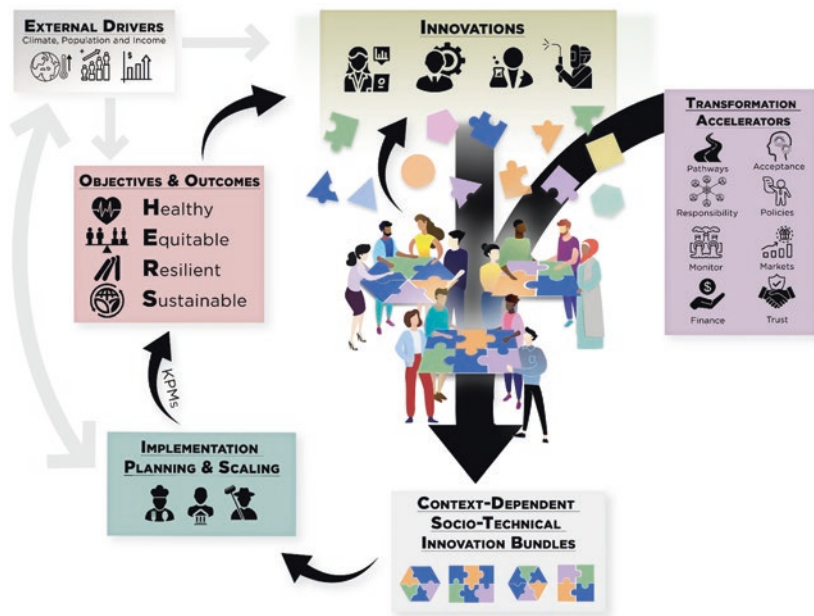 EXTERNAL DRIVERS
Climate, Population and Income
INNOVATIONS
TRANSFORMATION
ACCELERATORS
Pathways
Acceptance
Responsibility
Policies
Monitor
Markets
Finance
Trust
OBJECTIVES & OUTCOMES
Healthy
Equitable
Resilient
Sustainable
KPMs
IMPLEMENTATION
PLANNING & SCALING
CONTEXT-DEPENDENT
SOCIO-TECHNICAL
INNOVATION BUNDLES